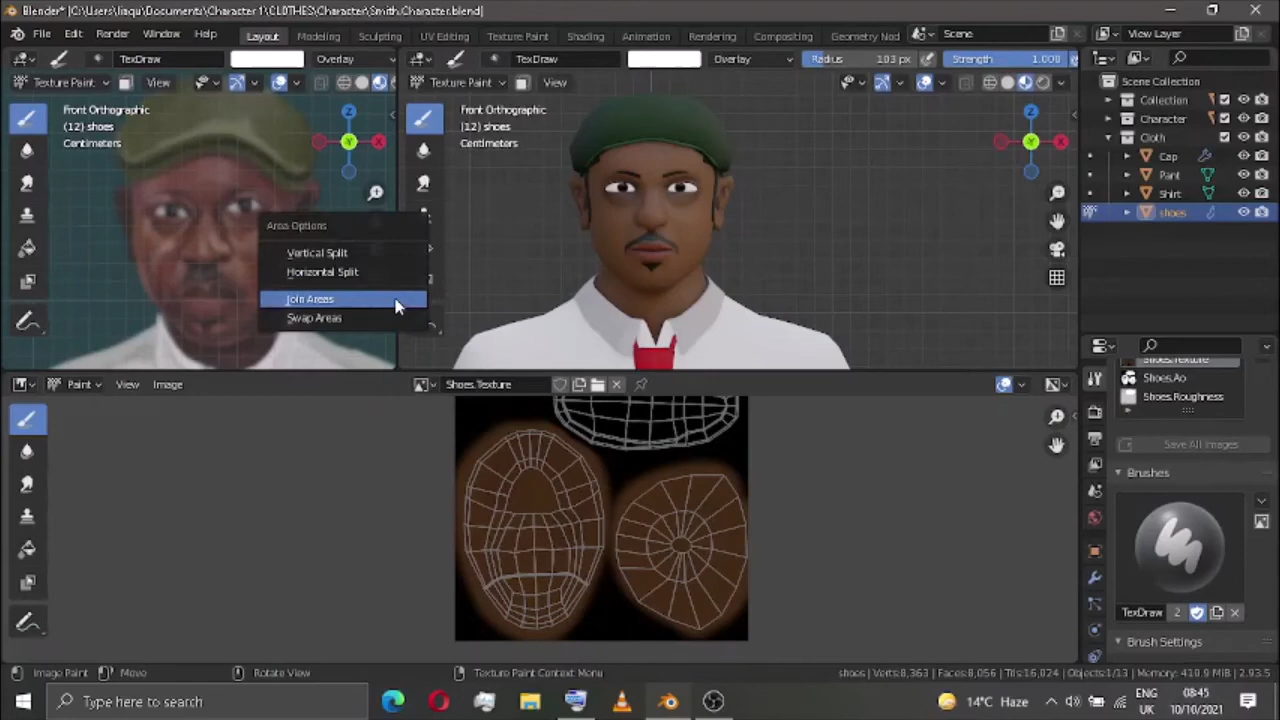 Blender* [C:\Users\liaqu\Documents\Character1\CLOTHES\Character\Smith.Character.blend]
File Edit Render Window Help Layout Modeling Sculpting UV Editing Texture Paint Shading Animation Rendering Compositing Geometry Nod Scene View Layer
TexDraw Overlay TexDraw Overlay Radius 103 px Strength 1.000
Texture Paint View Texture Paint View
Scene Collection
Front Orthographic
(12) shoes
Centimeters
Z
Y
X
Front Orthographic
(12) shoes
Centimeters
Z
Y
X
Collection
Character
Cloth
Cap
Pant
Shirt
shoes
Area Options
Vertical Split
Horizontal Split
Join Areas
Swap Areas
Shoes.Texture
Shoes.Ao
Shoes.Roughness
Paint View Image Shoes.Texture
Save All Images
Brushes
TexDraw 2
Brush Settings
Image Paint Move Rotate View Texture Paint Context Menu shoes | Verts:8,363 | Faces:8,056 | Tris:16,024 | Objects:1/13 | Memory: 410.9 MiB | 2.93.5
Type here to search
14°C Haze
ENG
UK
08:45
10/10/2021